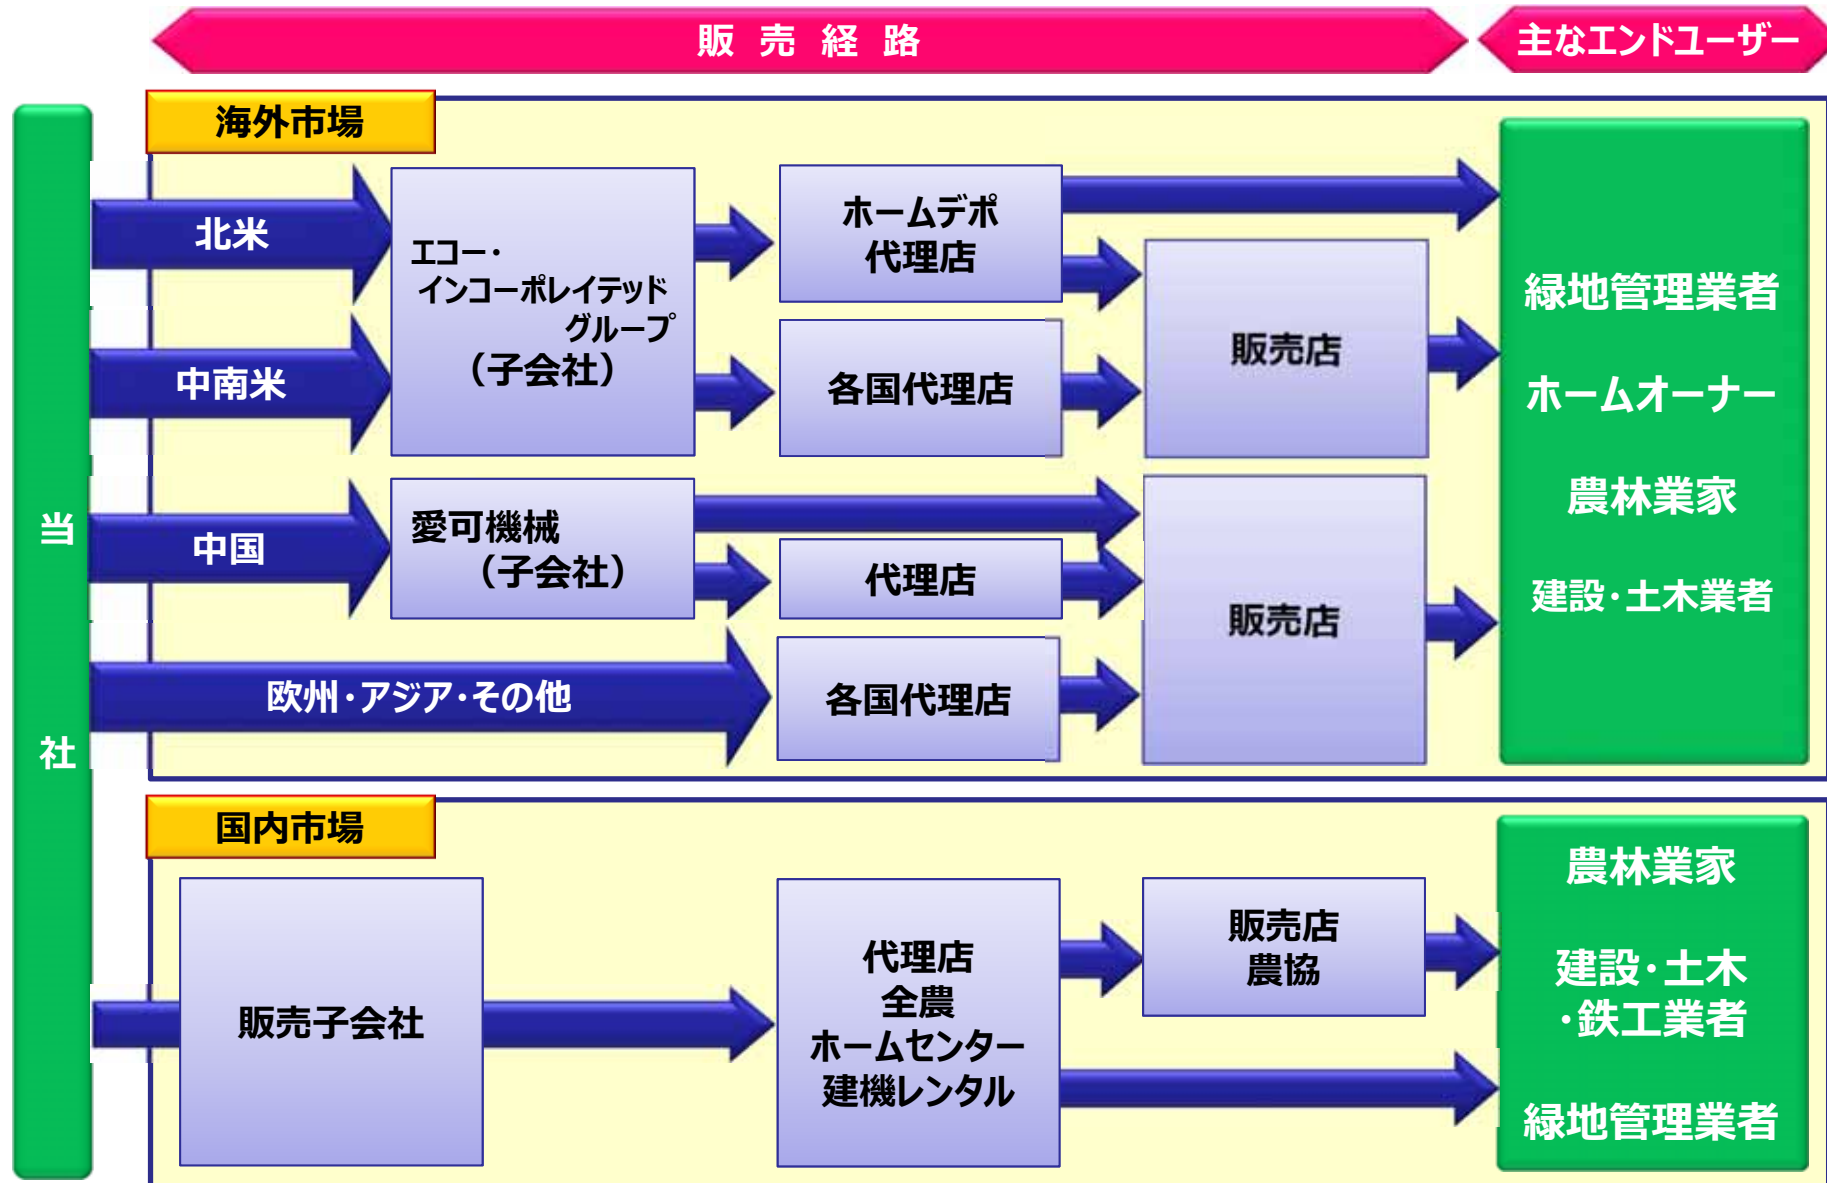 販売経路
主なエンドユーザー
当
社
海外市場
北米
中南米
中国
欧州・アジア・その他
エコー・
インコーポレイテッド
グループ
（子会社）
愛可機械
（子会社）
ホームデポ
代理店
各国代理店
代理店
各国代理店
販売店
販売店
緑地管理業者
ホームオーナー
農林業家
建設・土木業者
国内市場
販売子会社
代理店
全農
ホームセンター
建機レンタル
販売店
農協
農林業家
建設・土木
・鉄工業者
緑地管理業者